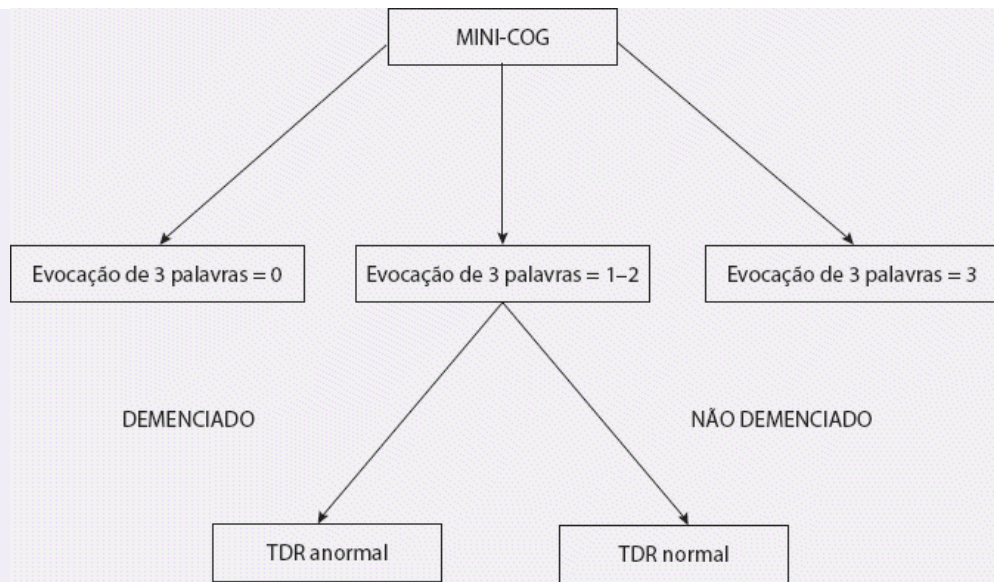 MINI-COG
Evocação de 3 palavras = 0
Evocação de 3 palavras = 1–2
Evocação de 3 palavras = 3
DEMENCIADO
NÃO DEMENCIADO
TDR anormal
TDR normal